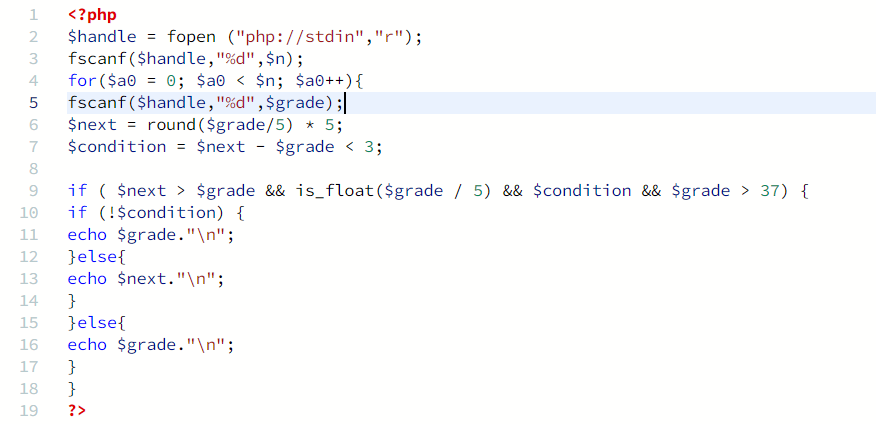 1 <?php
2 $handle = fopen ("php://stdin","r");
3 fscanf($handle,"%d",$n);
4 for($a0 = 0; $a0 < $n; $a0++){
5 fscanf($handle,"%d",$grade);
6 $next = round($grade/5) * 5;
7 $condition = $next - $grade < 3;
8
9 if ( $next > $grade && is_float($grade / 5) && $condition && $grade > 37) {
10 if (!$condition) {
11 echo $grade."\n";
12 }else{
13 echo $next."\n";
14 }
15 }else{
16 echo $grade."\n";
17 }
18 }
19 ?>